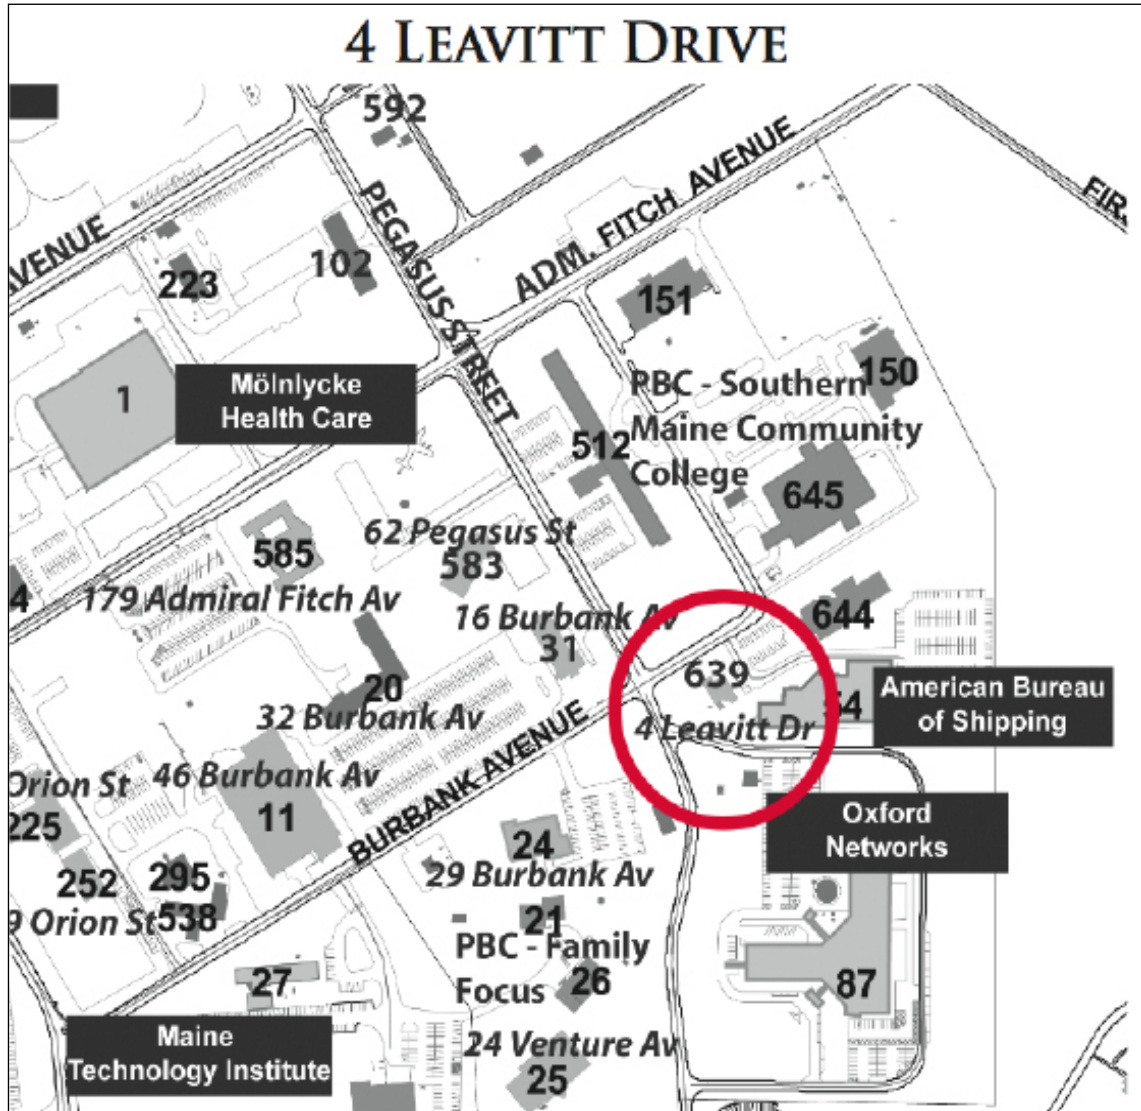 4 LEAVITT DRIVE
592
AVENUE
PEGASUS STREET
ADM. FITCH AVENUE
FIR.
223
102
151
1
Mölnlycke
Health Care
150
PBC - Southern
Maine Community
College
512
645
62 Pegasus St
583
585
4
179 Admiral Fitch Av
16 Burbank Av
31
644
639
20
32 Burbank Av
54
American Bureau
of Shipping
4 Leavitt Dr
BURBANK AVENUE
Orion St
46 Burbank Av
225
11
Oxford
Networks
24
29 Burbank Av
252
295
9 Orion St
538
21
PBC - Family
Focus
26
27
87
Maine
Technology Institute
24 Venture Av
25